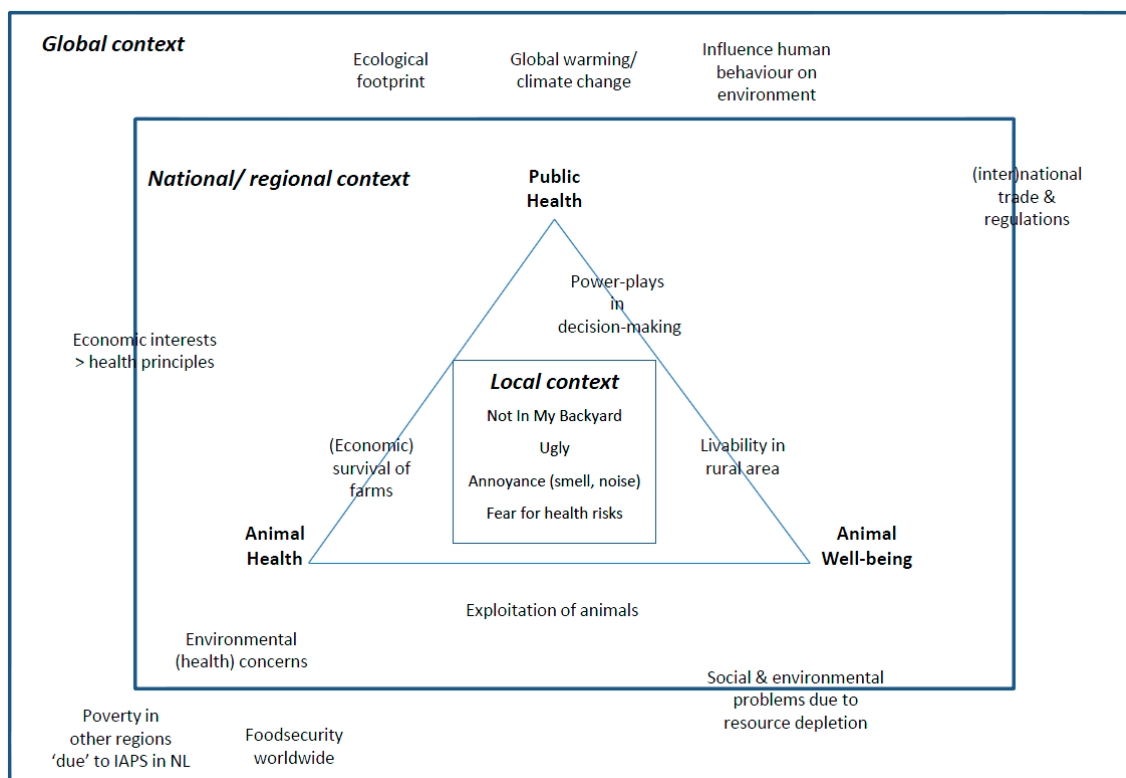 Global context
Ecological
footprint
Global warming/
climate change
Influence human
behaviour on
environment
National/ regional context
Public
Health
(inter)national
trade &
regulations
Power-plays
in
decision-making
Economic interests
> health principles
Local context
Not In My Backyard
Ugly
Annoyance (smell, noise)
Fear for health risks
(Economic)
survival of
farms
Livability in
rural area
Animal
Health
Animal
Well-being
Exploitation of animals
Environmental
(health) concerns
Social & environmental
problems due to
resource depletion
Poverty in
other regions
‘due’ to IAPS in NL
Foodsecurity
worldwide